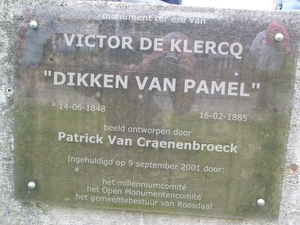 monument ter ere van
VICTOR DE KLERCQ
"DIKKEN VAN PAMEL"
14-06-1848 16-02-1885
beeld ontworpen door
Patrick Van Craenenbroeck
Ingehuldigd op 9 september 2001 door:
het millenniumcomité
het Open Monumentencomité
het gemeentebestuur van Roosdaal